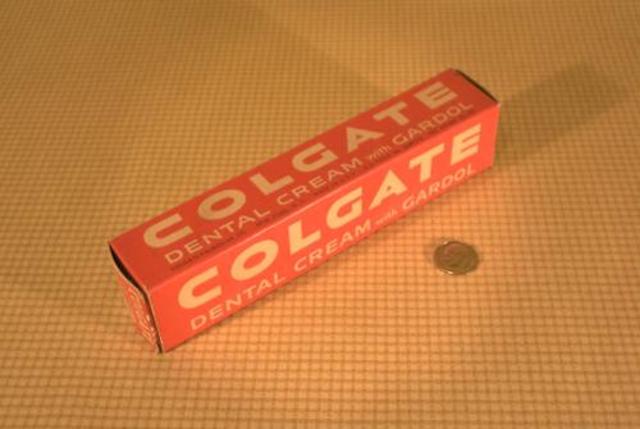 COLGATE
DENTAL CREAM with GARDOL
COLGATE
DENTAL CREAM with GARDOL